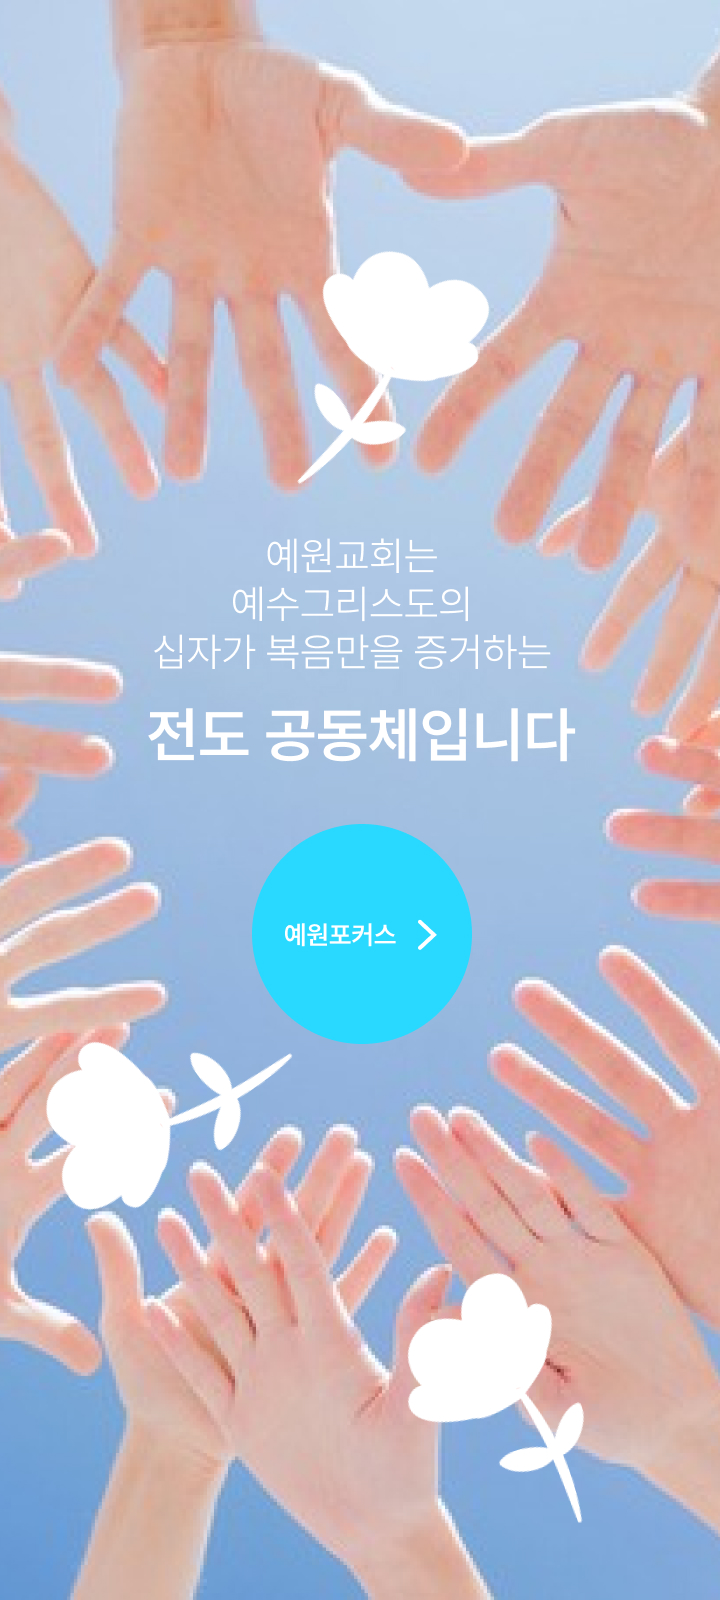 예원교회는
예수그리스도의
십자가 복음만을 증거하는
전도 공동체입니다
예원포커스